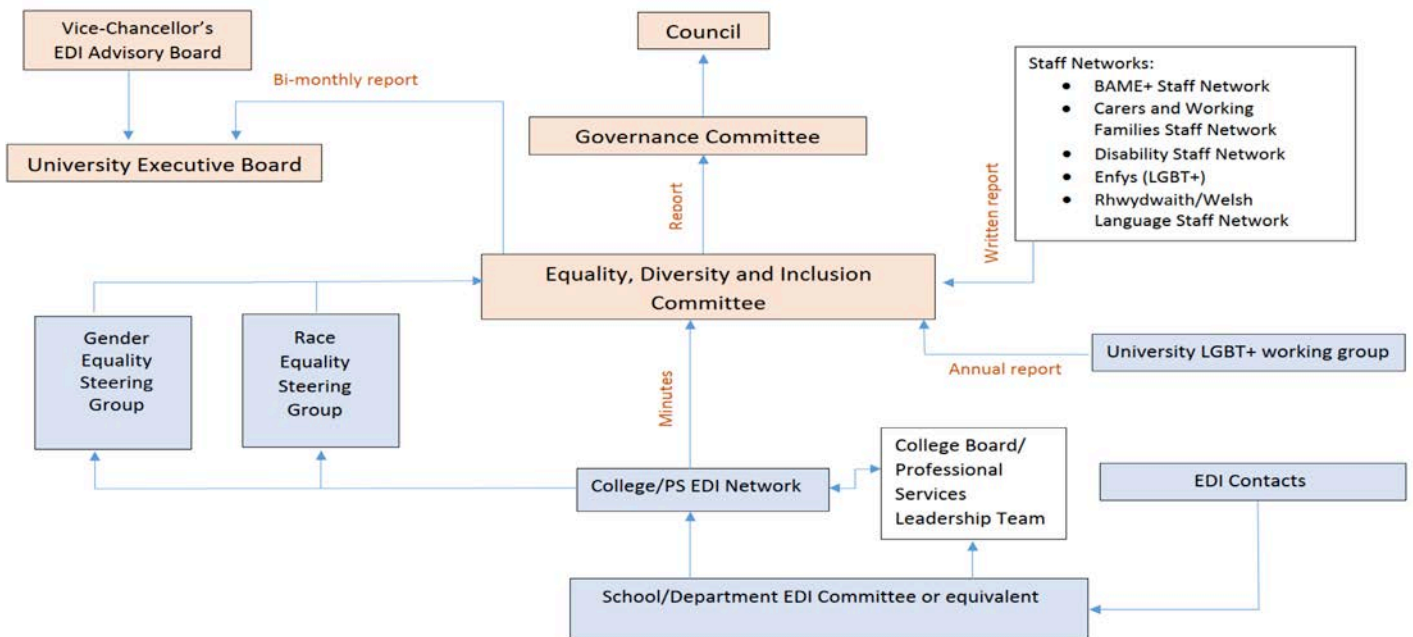 Vice-Chancellor's
EDI Advisory Board
Council
Bi-monthly report
Staff Networks:
● BAME+ Staff Network
● Carers and Working
Families Staff Network
● Disability Staff Network
● Enfys (LGBT+)
● Rhwydwaith/Welsh
Language Staff Network
Governance Committee
University Executive Board
Report
Written report
Equality, Diversity and Inclusion
Committee
Gender
Equality
Steering
Group
Race
Equality
Steering
Group
University LGBT+ working group
Annual report
Minutes
College/PS EDI Network
College Board/
Professional
Services
Leadership Team
EDI Contacts
School/Department EDI Committee or equivalent